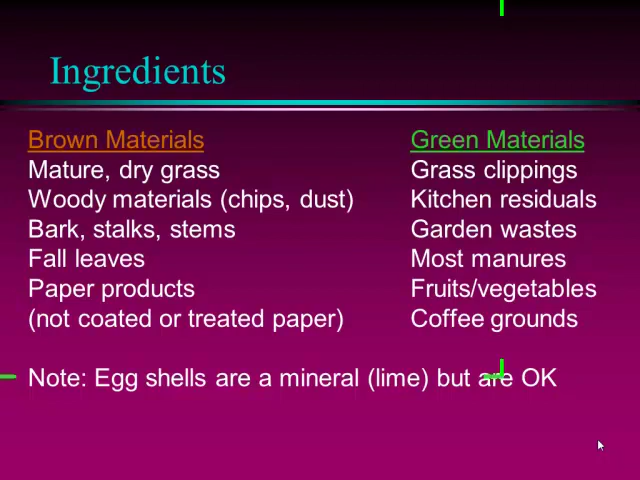 Ingredients
Brown Materials
Mature, dry grass
Woody materials (chips, dust)
Bark, stalks, stems
Fall leaves
Paper products
(not coated or treated paper)
Green Materials
Grass clippings
Kitchen residuals
Garden wastes
Most manures
Fruits/vegetables
Coffee grounds
Note: Egg shells are a mineral (lime) but are OK